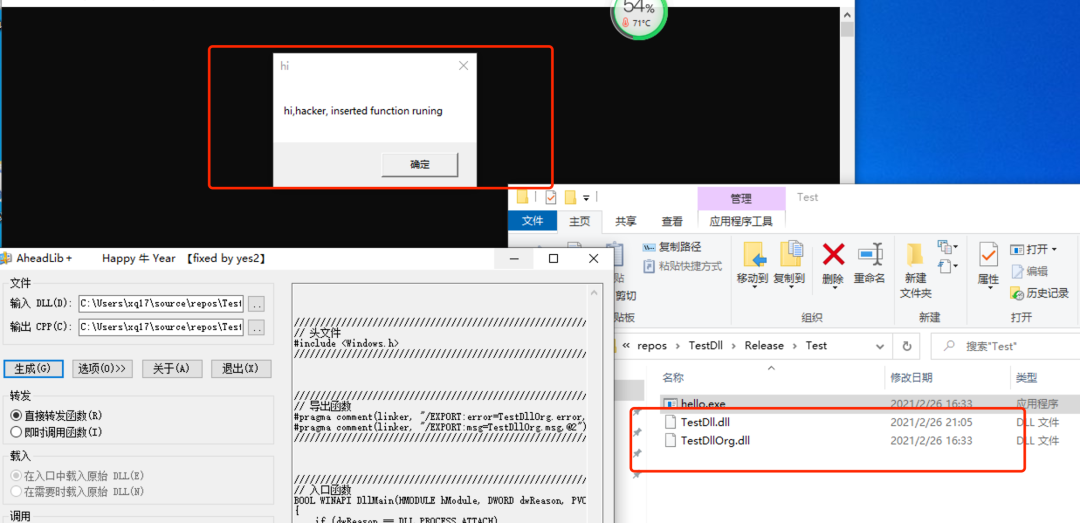 54%
71°C
hi
hi,hacker, inserted function runing
确定
管理
Test
文件
主页
共享
查看
应用程序工具
复制路径
粘贴快捷方式
剪切
贴
贴板
移动到
复制到
删除
重命名
组织
新建
文件夹
新建
属性
打开
编辑
历史记录
打开
« repos > TestDll > Release > Test
搜索"Test"
名称
修改日期
类型
hello.exe
2021/2/26 16:33
应用程序
TestDll.dll
2021/2/26 21:05
DLL 文件
TestDllOrg.dll
2021/2/26 16:33
DLL 文件
AheadLib+ Happy 牛 Year 【fixed by yes2】
文件
输入 DLL(D): C:\Users\xq17\source\repos\Test
..
输出 CPP(C): C:\Users\xq17\source\repos\Test
..
生成(G)
选项(O)>>
关于(A)
退出(X)
转发
直接转发函数(R)
即时调用函数(I)
载入
在入口中载入原始 DLL(E)
在需要时载入原始 DLL(N)
调用
////////////////////////////////////////////////
// 头文件
#include <Windows.h>
////////////////////////////////////////////////
////////////////////////////////////////////////
// 导出函数
#pragma comment(linker, "/EXPORT:error=TestDllOrg.error,
#pragma comment(linker, "/EXPORT:msg=TestDllOrg.msg,@2")
////////////////////////////////////////////////
////////////////////////////////////////////////
// 入口函数
BOOL WINAPI DllMain(HMODULE hModule, DWORD dwReason, PVC
{
if (dwReason == DLL_PROCESS_ATTACH)